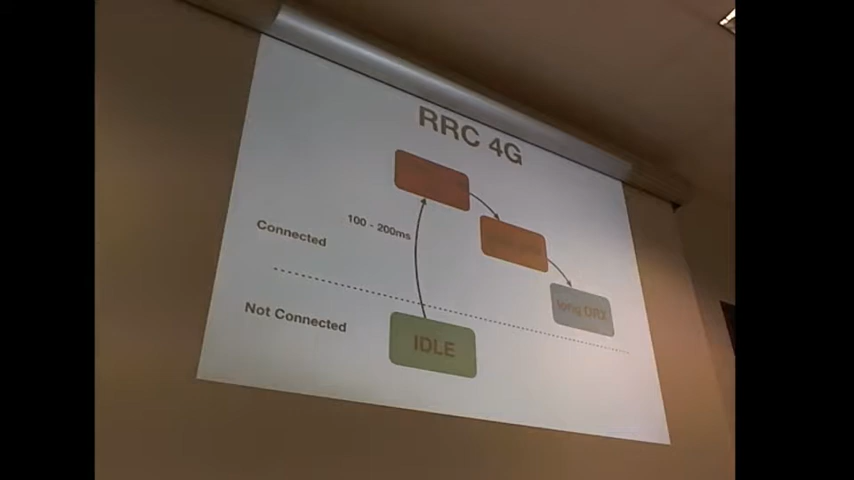 RRC 4G
100 - 200ms
Connected
long DRX
Not Connected
IDLE